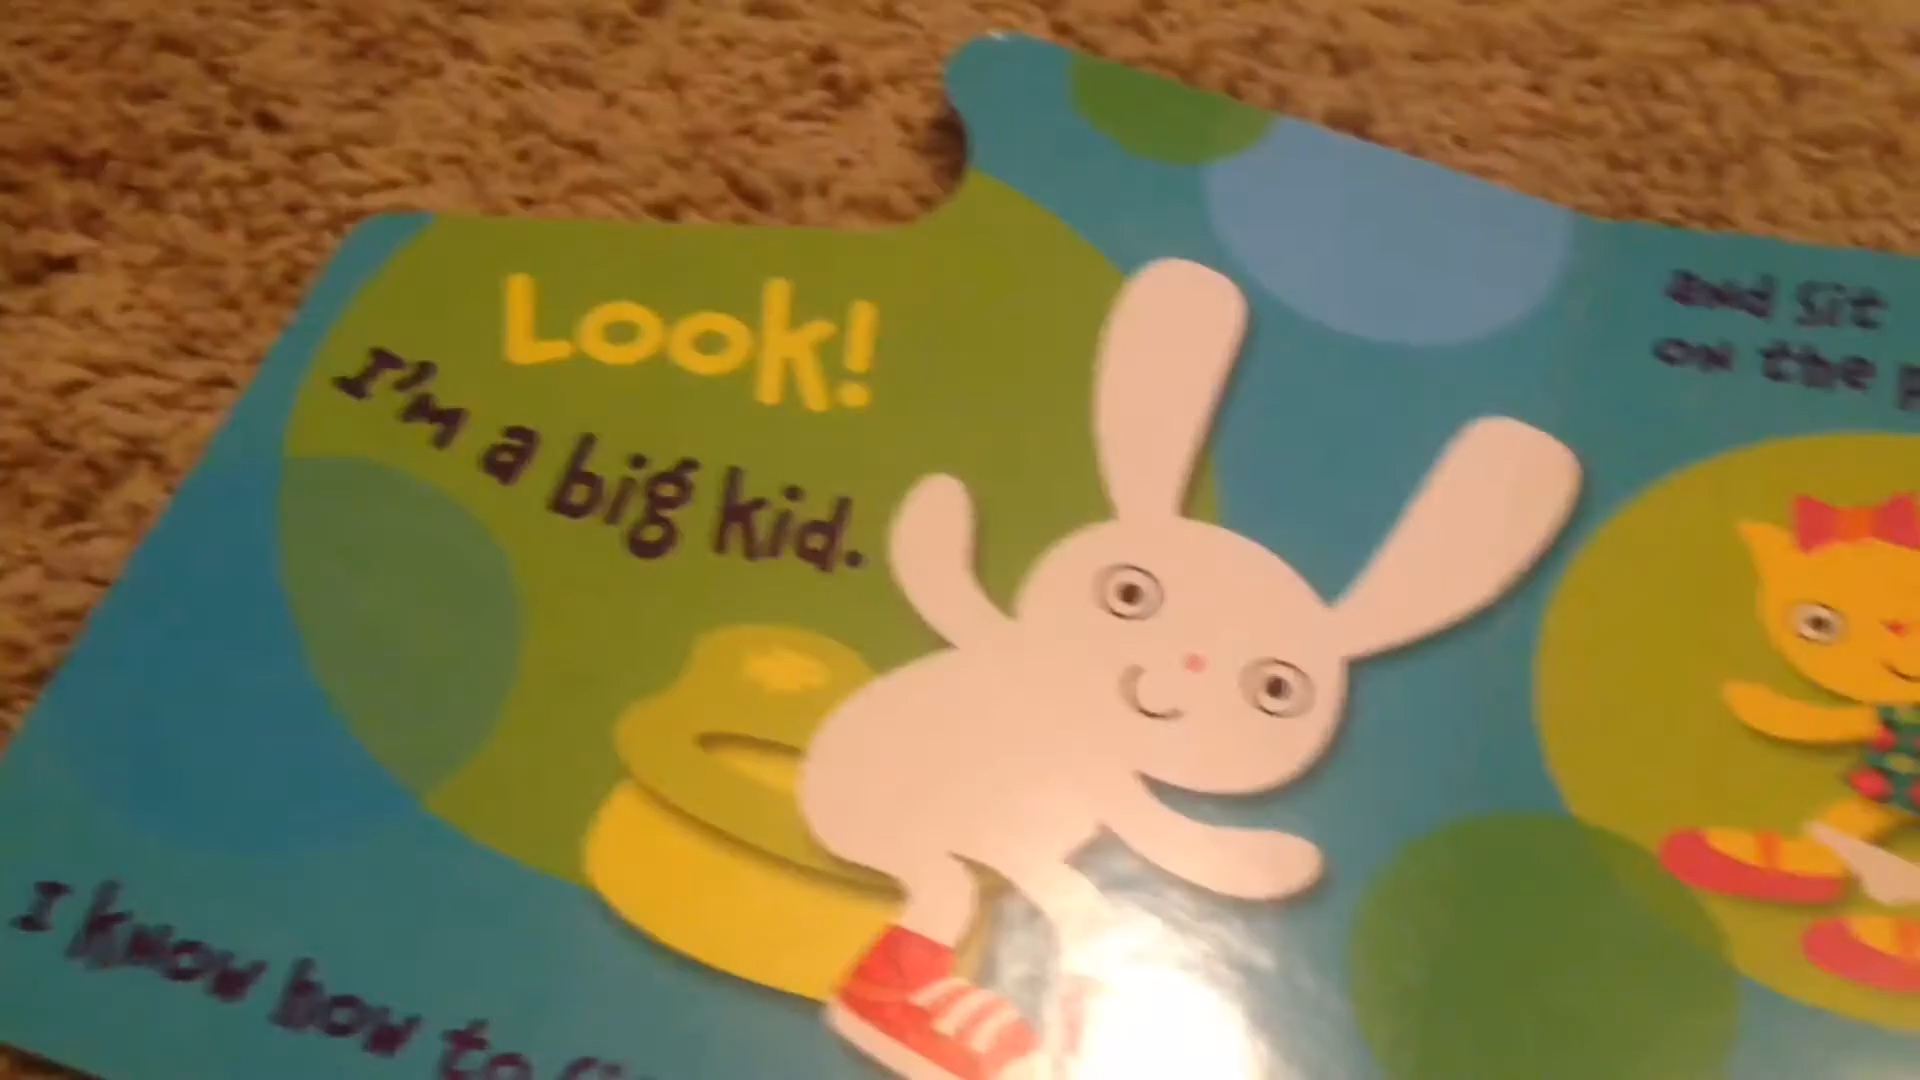 Look!
I'm a big kid.
I know how to
and sit
on the